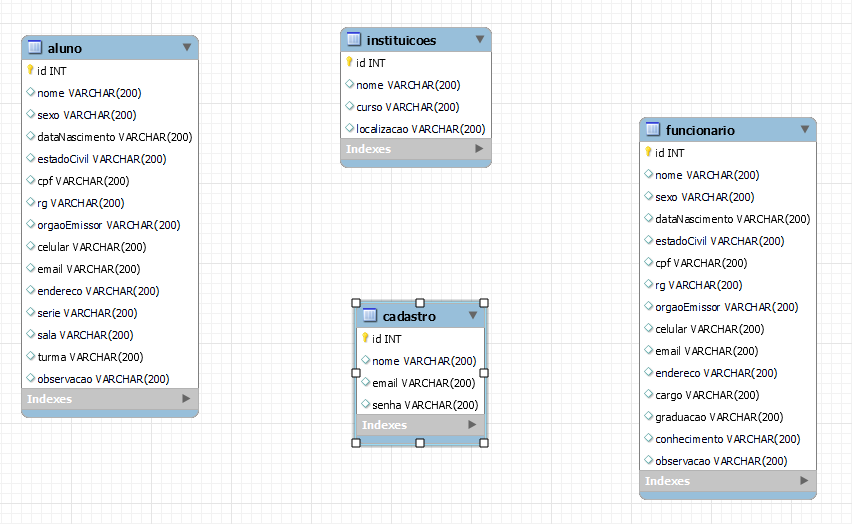 aluno
id INT
nome VARCHAR(200)
sexo VARCHAR(200)
dataNascimento VARCHAR(200)
estadoCivil VARCHAR(200)
cpf VARCHAR(200)
rg VARCHAR(200)
orgaoEmissor VARCHAR(200)
celular VARCHAR(200)
email VARCHAR(200)
endereco VARCHAR(200)
serie VARCHAR(200)
sala VARCHAR(200)
turma VARCHAR(200)
observacao VARCHAR(200)
Indexes
instituicoes
id INT
nome VARCHAR(200)
curso VARCHAR(200)
localizacao VARCHAR(200)
Indexes
cadastro
id INT
nome VARCHAR(200)
email VARCHAR(200)
senha VARCHAR(200)
Indexes
funcionario
id INT
nome VARCHAR(200)
sexo VARCHAR(200)
dataNascimento VARCHAR(200)
estadoCivil VARCHAR(200)
cpf VARCHAR(200)
rg VARCHAR(200)
orgaoEmissor VARCHAR(200)
celular VARCHAR(200)
email VARCHAR(200)
endereco VARCHAR(200)
cargo VARCHAR(200)
graduacao VARCHAR(200)
conhecimento VARCHAR(200)
observacao VARCHAR(200)
Indexes